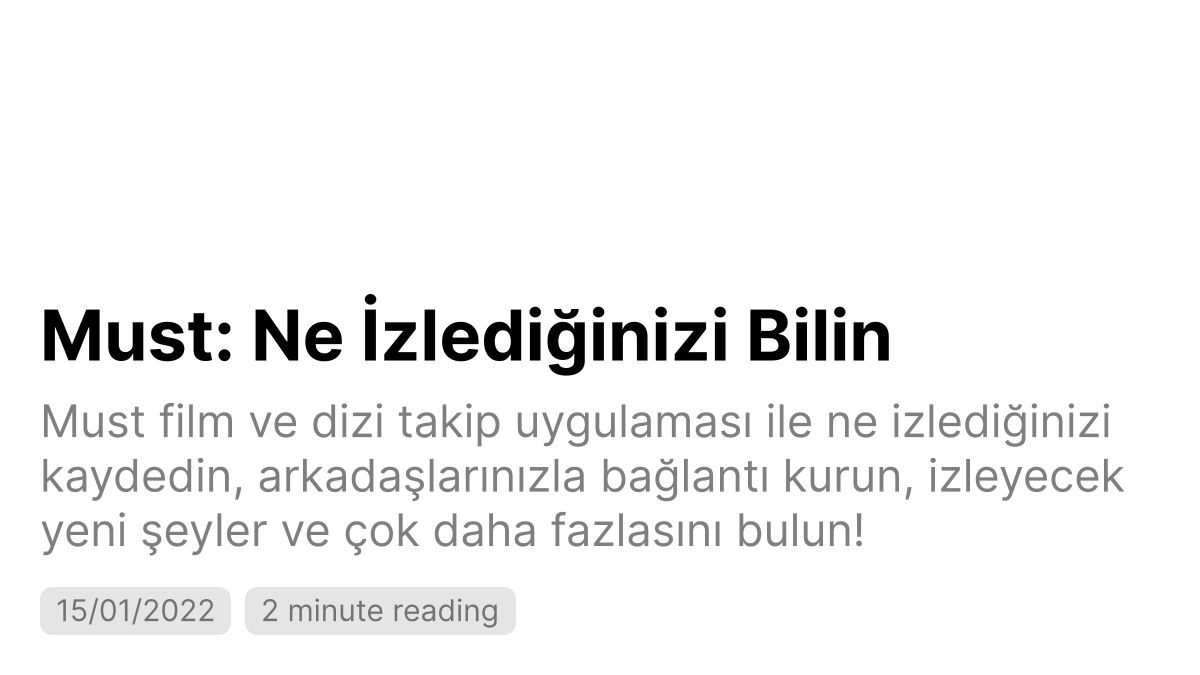 Must: Ne İzlediğinizi Bilin
Must film ve dizi takip uygulaması ile ne izlediğinizi
kaydedin, arkadaşlarınızla bağlantı kurun, izleyecek
yeni şeyler ve çok daha fazlasını bulun!
15/01/2022 2 minute reading